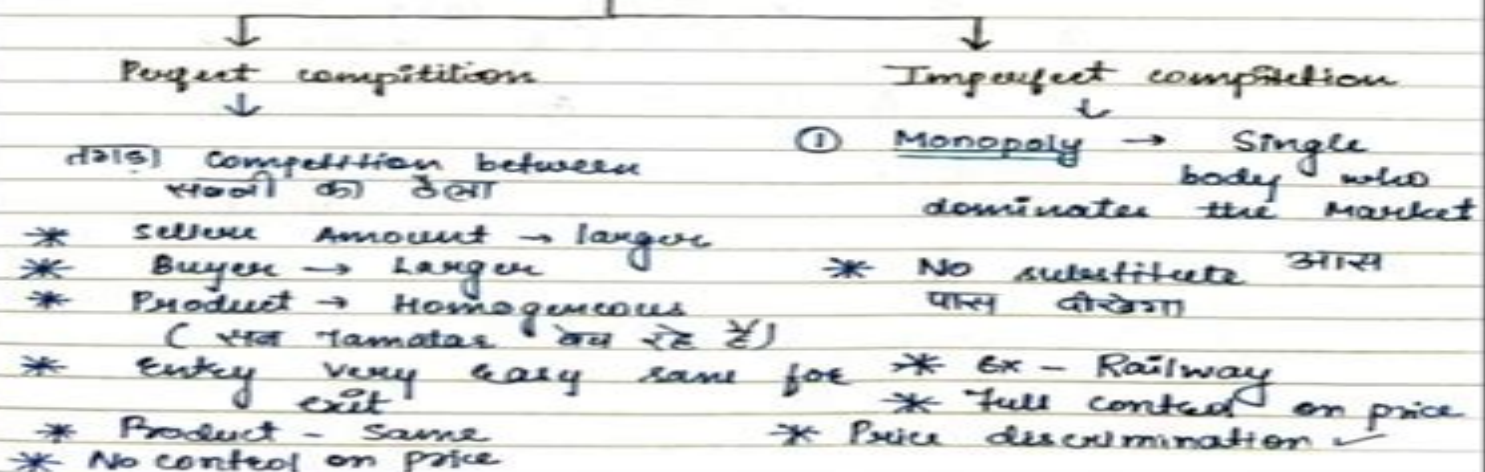 Perfect compitition
तगड़ा Competition between
सब्जी का ठेला
* Sellers Amount → larger
* Buyer → Larger
* Product → Homogeneous
( सब Tamatar बेच रहे हैं)
* Entry very easy same for
exit
* Product - Same
* No control on price
Imperfect compitition
① Monopoly → Single
body who
dominates the Market
* No substitute आस
पास दीखेगा
* Ex - Railway
* Full control on price
* Price discrimination ✓